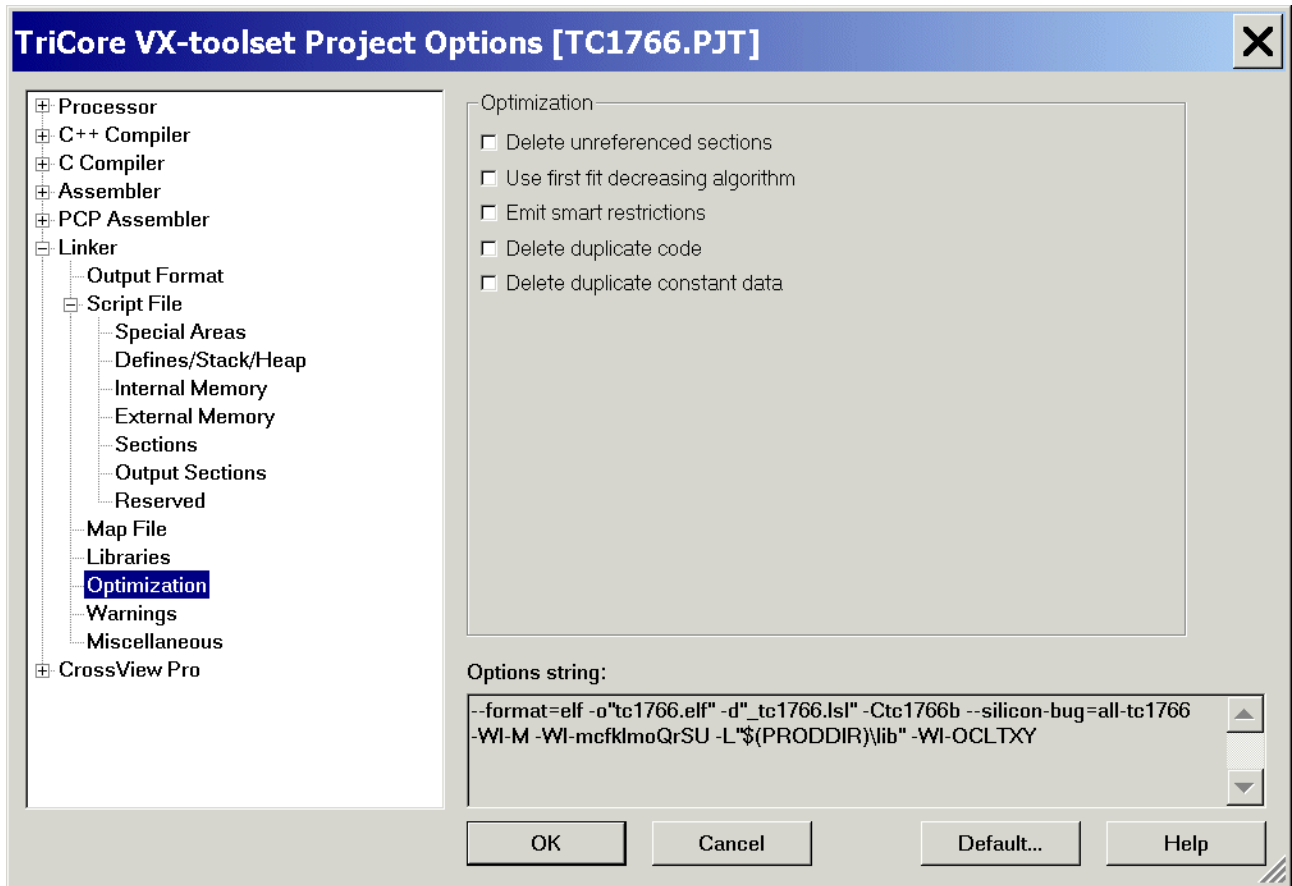 TriCore VX-toolset Project Options [TC1766.PJT]
Processor
C++ Compiler
C Compiler
Assembler
PCP Assembler
Linker
Output Format
Script File
Special Areas
Defines/Stack/Heap
Internal Memory
External Memory
Sections
Output Sections
Reserved
Map File
Libraries
Optimization
Warnings
Miscellaneous
CrossView Pro
Optimization
Delete unreferenced sections
Use first fit decreasing algorithm
Emit smart restrictions
Delete duplicate code
Delete duplicate constant data
Options string:
--format=elf -o"tc1766.elf" -d"_tc1766.lsl" -Ctc1766b --silicon-bug=all-tc1766
-Wl-M -Wl-mcfklmoQrSU -L"$(PRODDIR)\lib" -Wl-OCLTXY
OK
Cancel
Default...
Help